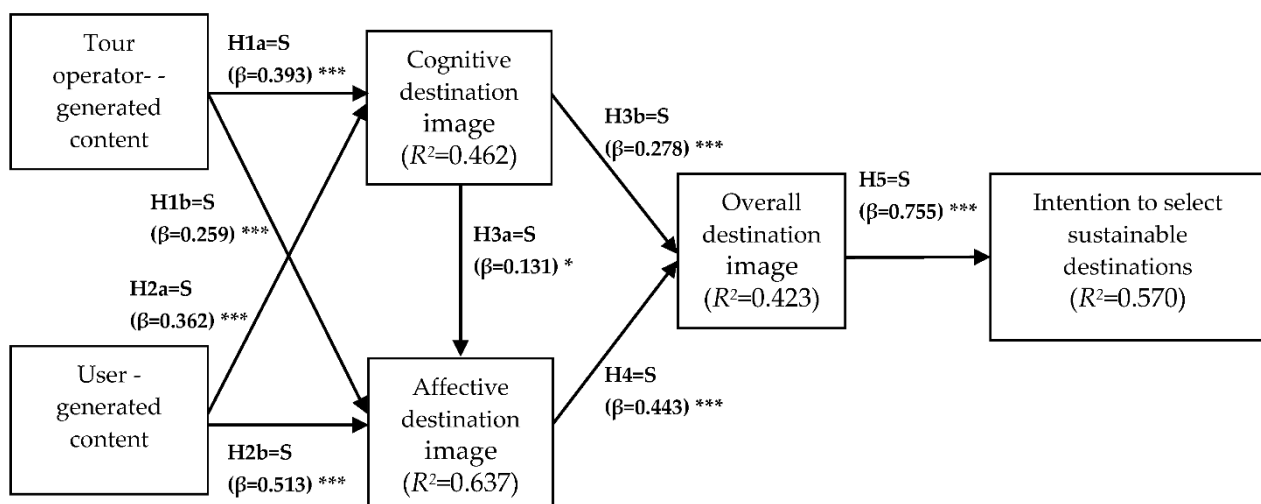 Tour
operator- -
generated
content
H1a=S
(β=0.393) ***
Cognitive
destination
image
(R²=0.462)
H3b=S
(β=0.278) ***
H1b=S
(β=0.259) ***
H3a=S
(β=0.131) *
Overall
destination
image
(R²=0.423)
H5=S
(β=0.755) ***
Intention to select
sustainable
destinations
(R²=0.570)
H2a=S
(β=0.362) ***
User -
generated
content
H2b=S
(β=0.513) ***
Affective
destination
image
(R²=0.637)
H4=S
(β=0.443) ***